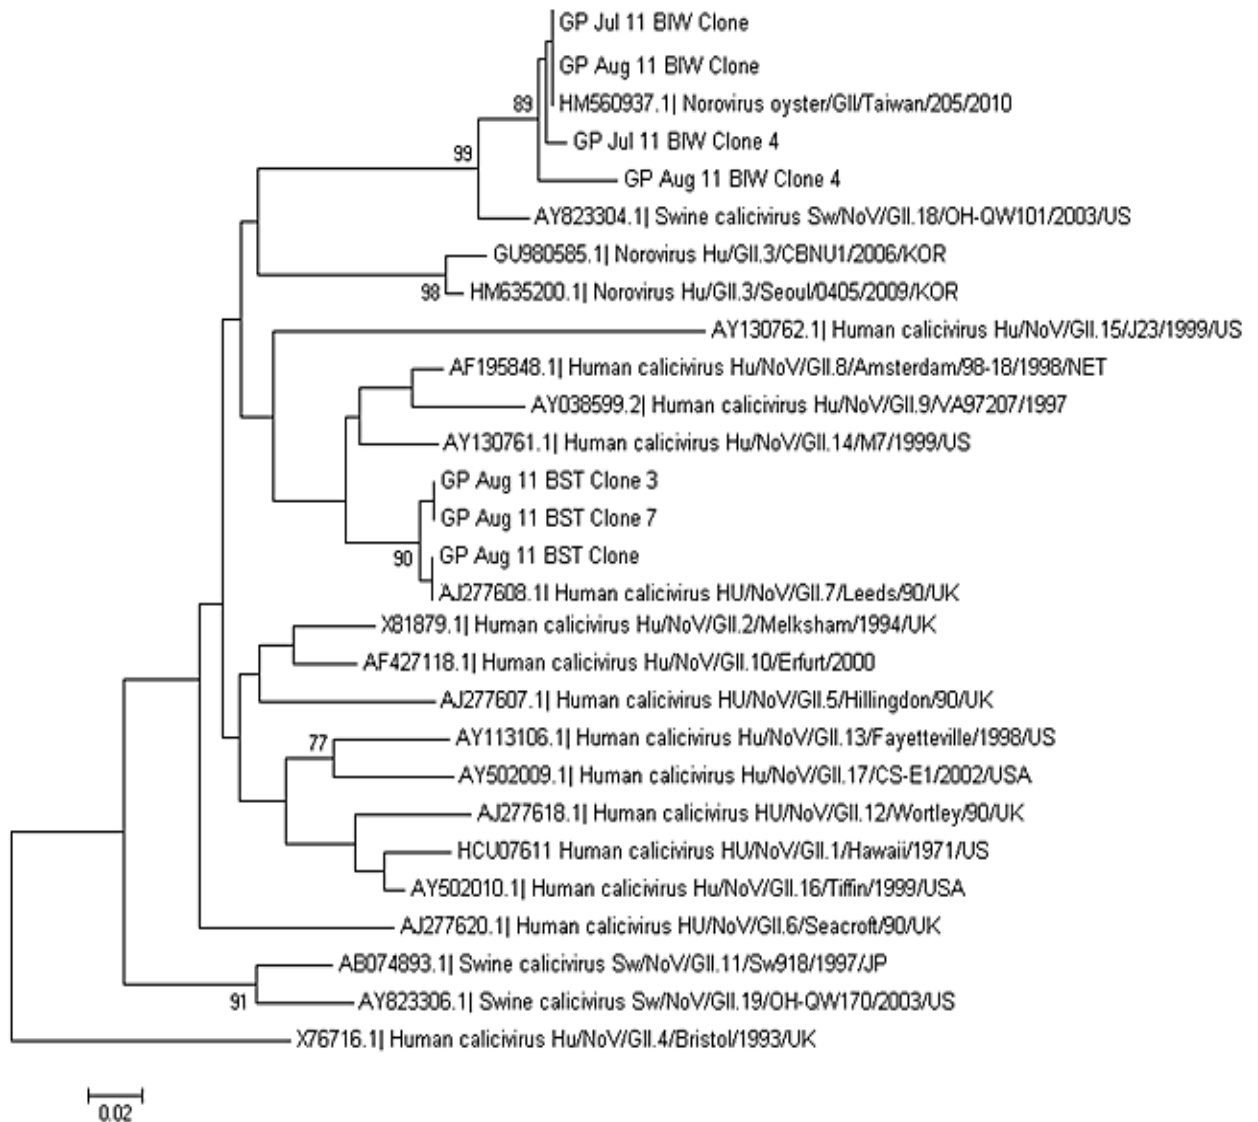 GP Jul 11 BIW Clone
GP Aug 11 BIW Clone
89
HM560937.1| Norovirus oyster/GII/Taiwan/205/2010
GP Jul 11 BIW Clone 4
99
GP Aug 11 BIW Clone 4
AY823304.1| Swine calicivirus Sw/NoV/GII.18/OH-QW101/2003/US
GU980585.1| Norovirus Hu/GII.3/CBNU1/2006/KOR
98
HM635200.1| Norovirus Hu/GII.3/Seoul/0405/2009/KOR
AY130762.1| Human calicivirus Hu/NoV/GII.15/J23/1999/US
AF195848.1| Human calicivirus Hu/NoV/GII.8/Amsterdam/98-18/1998/NET
AY038599.2| Human calicivirus Hu/NoV/GII.9/VA97207/1997
AY130761.1| Human calicivirus Hu/NoV/GII.14/M7/1999/US
GP Aug 11 BST Clone 3
GP Aug 11 BST Clone 7
90
GP Aug 11 BST Clone
AJ277608.1| Human calicivirus HU/NoV/GII.7/Leeds/90/UK
X81879.1| Human calicivirus Hu/NoV/GII.2/Melksham/1994/UK
AF427118.1| Human calicivirus Hu/NoV/GII.10/Erfurt/2000
AJ277607.1| Human calicivirus HU/NoV/GII.5/Hillingdon/90/UK
77
AY113106.1| Human calicivirus Hu/NoV/GII.13/Fayetteville/1998/US
AY502009.1| Human calicivirus Hu/NoV/GII.17/CS-E1/2002/USA
AJ277618.1| Human calicivirus HU/NoV/GII.12/Wortley/90/UK
HCU07611 Human calicivirus HU/NoV/GII.1/Hawaii/1971/US
AY502010.1| Human calicivirus Hu/NoV/GII.16/Tiffin/1999/USA
AJ277620.1| Human calicivirus HU/NoV/GII.6/Seacroft/90/UK
AB074893.1| Swine calicivirus Sw/NoV/GII.11/Sw918/1997/JP
91
AY823306.1| Swine calicivirus Sw/NoV/GII.19/OH-QW170/2003/US
X76716.1| Human calicivirus Hu/NoV/GII.4/Bristol/1993/UK
0.02